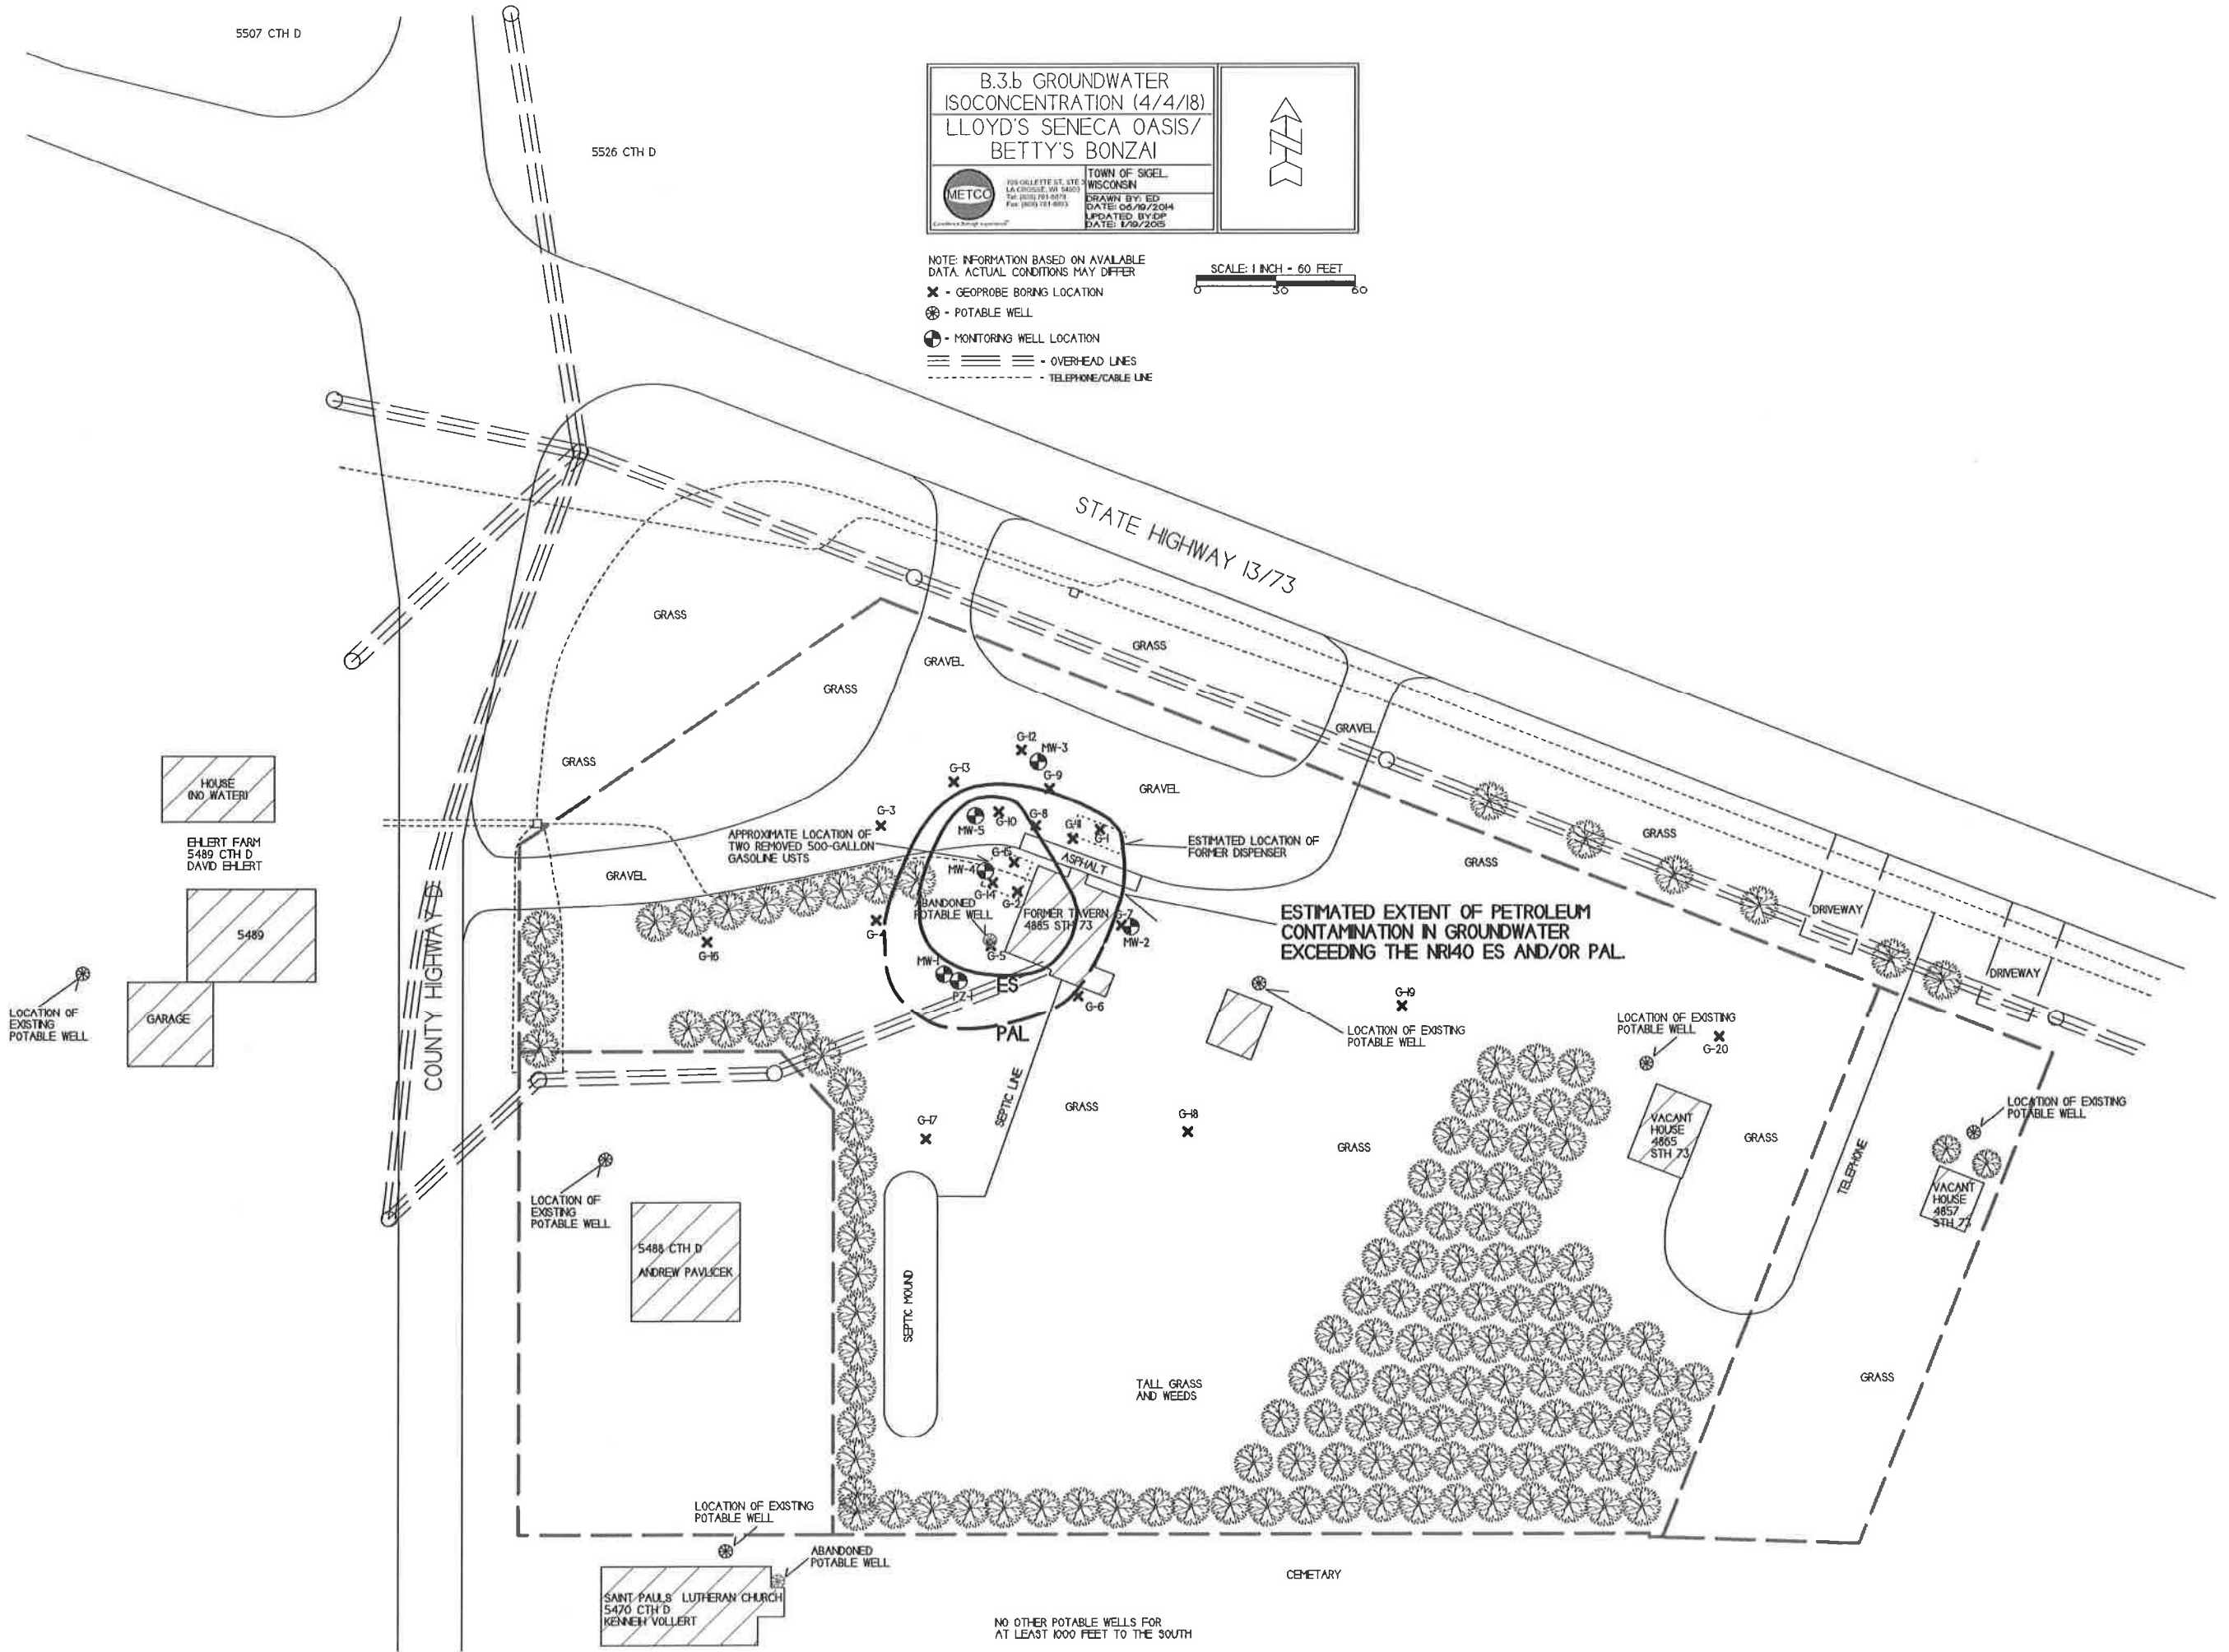 5507 CTH D
5526 CTH D
B.3.b GROUNDWATER
ISOCONCENTRATION (4/4/18)
LLOYD'S SENECA OASIS/
BETTY'S BONZAI
METCO
709 GILLETTE ST, STE 3
LA CROSSE, WI 54603
TOWN OF SIGEL
WISCONSIN
DRAWN BY: ED
DATE: 06/19/2014
UPDATED BY:DP
DATE: 1/19/2015
N
NOTE: INFORMATION BASED ON AVAILABLE
DATA. ACTUAL CONDITIONS MAY DIFFER
- GEOPROBE BORING LOCATION
- POTABLE WELL
- MONITORING WELL LOCATION
- OVERHEAD LINES
- TELEPHONE/CABLE LINE
SCALE: 1 INCH = 60 FEET
0 30 60
STATE HIGHWAY 13/73
GRASS
GRASS
GRAVEL
GRASS
GRASS
GRAVEL
GRAVEL
GRASS
GRASS
GRAVEL
HOUSE
(NO WATER)
EHLERT FARM
5489 CTH D
DAVID EHLERT
5489
GARAGE
LOCATION OF
EXISTING
POTABLE WELL
COUNTY HIGHWAY D
G-12
MW-3
G-13
G-9
G-3
MW-5
G-10
G-8
G-11
G-1
APPROXIMATE LOCATION OF
TWO REMOVED 500-GALLON
GASOLINE USTS
ESTIMATED LOCATION OF
FORMER DISPENSER
ASPHALT
G-15
MW-4
G-14
G-2
ABANDONED
POTABLE WELL
FORMER TAVERN
4885 STH 73
G-7
MW-2
G-4
G-16
G-5
MW-1
PZ-1
ES
PAL
G-6
ESTIMATED EXTENT OF PETROLEUM
CONTAMINATION IN GROUNDWATER
EXCEEDING THE NR140 ES AND/OR PAL.
LOCATION OF EXISTING
POTABLE WELL
G-19
DRIVEWAY
DRIVEWAY
LOCATION OF EXISTING
POTABLE WELL
G-20
LOCATION OF EXISTING
POTABLE WELL
VACANT
HOUSE
4865
STH 73
GRASS
TELEPHONE
VACANT
HOUSE
4857
STH 73
GRASS
G-17
SEPTIC LINE
GRASS
G-18
GRASS
LOCATION OF
EXISTING
POTABLE WELL
5488 CTH D
ANDREW PAVLICEK
SEPTIC MOUND
TALL GRASS
AND WEEDS
LOCATION OF EXISTING
POTABLE WELL
ABANDONED
POTABLE WELL
SAINT PAULS LUTHERAN CHURCH
5470 CTH D
KENNETH VOLLERT
CEMETARY
NO OTHER POTABLE WELLS FOR
AT LEAST 1000 FEET TO THE SOUTH